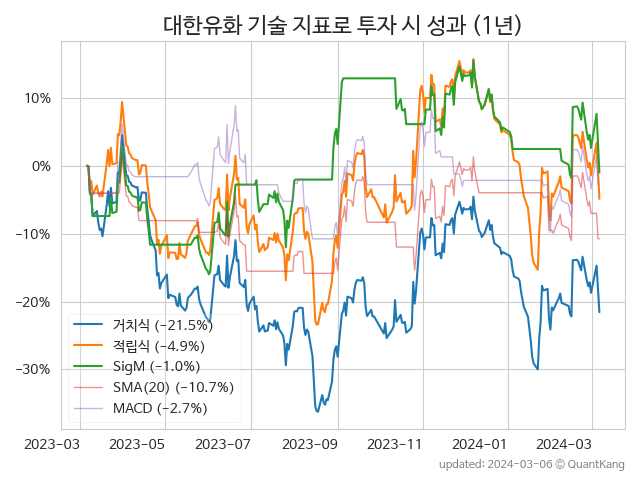 대한유화 기술 지표로 투자 시 성과 (1년)
10%
0%
−10%
−20%
−30%
거치식 (−21.5%)
적립식 (−4.9%)
SigM (−1.0%)
SMA(20) (−10.7%)
MACD (−2.7%)
2023−03 2023−05 2023−07 2023−09 2023−11 2024−01 2024−03
updated: 2024−03−06 © QuantKang